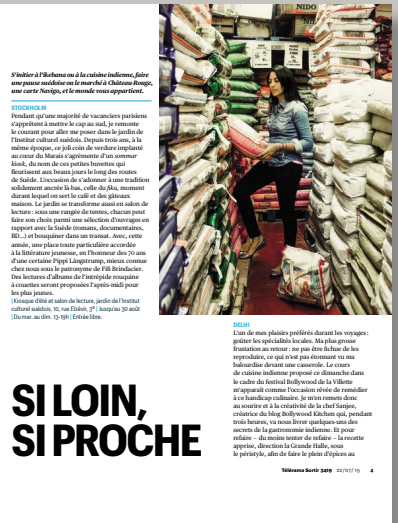 NIDO
S'initier à l'ikebana ou à la cuisine indienne, faire
une pause suédoise ou le marché à Château-Rouge,
une carte Navigo, et le monde vous appartient.
STOCKHOLM
Pendant qu'une majorité de vacanciers parisiens
s'apprêtent à mettre le cap au sud, je remonte
le courant pour aller me poser dans le jardin de
l'Institut culturel suédois. Depuis trois ans, à la
même époque, ce joli coin de verdure implanté
au cœur du Marais s'agrémente d'un sommar
kiosk, du nom de ces petites buvettes qui
fleurissent aux beaux jours le long des routes
de Suède. L'occasion de s'adonner à une tradition
solidement ancrée là-bas, celle du fika, moment
durant lequel on sert le café et des gâteaux
maison. Le jardin se transforme aussi en salon de
lecture : sous une rangée de tentes, chacun peut
faire son choix parmi une sélection d'ouvrages en
rapport avec la Suède (romans, documentaires,
BD...) et bouquiner dans un transat. Avec, cette
année, une place toute particulière accordée
à la littérature jeunesse, en l'honneur des 70 ans
d'une certaine Pippi Långstrump, mieux connue
chez nous sous le patronyme de Fifi Brindacier.
Des lectures d'albums de l'intrépide rouquine
à couettes seront proposées l'après-midi pour
les plus jeunes.
| Kiosque d'été et salon de lecture, jardin de l'Institut
culturel suédois, 10, rue Elzévir, 3e | Jusqu'au 30 août
| Du mar. au dim. 13-19h | Entrée libre.
DELHI
L'un de mes plaisirs préférés durant les voyages :
goûter les spécialités locales. Ma plus grosse
frustration au retour : ne pas être fichue de les
reproduire, ce qui n'est pas étonnant vu ma
balourdise devant une casserole. Le cours
de cuisine indienne proposé ce dimanche dans
le cadre du festival Bollywood de la Villette
m'apparaît comme l'occasion rêvée de remédier
à ce handicap culinaire. Je m'en remets donc
au sourire et à la créativité de la chef Sanjee,
créatrice du blog Bollywood Kitchen qui, pendant
trois heures, va nous livrer quelques-uns des
secrets de la gastronomie indienne. Et pour
refaire – du moins tenter de refaire – la recette
apprise, direction la Grande Halle, sous
le péristyle, afin de faire le plein d'épices au
SI LOIN,
SI PROCHE
Télérama Sortir 3419 22/07/15 4